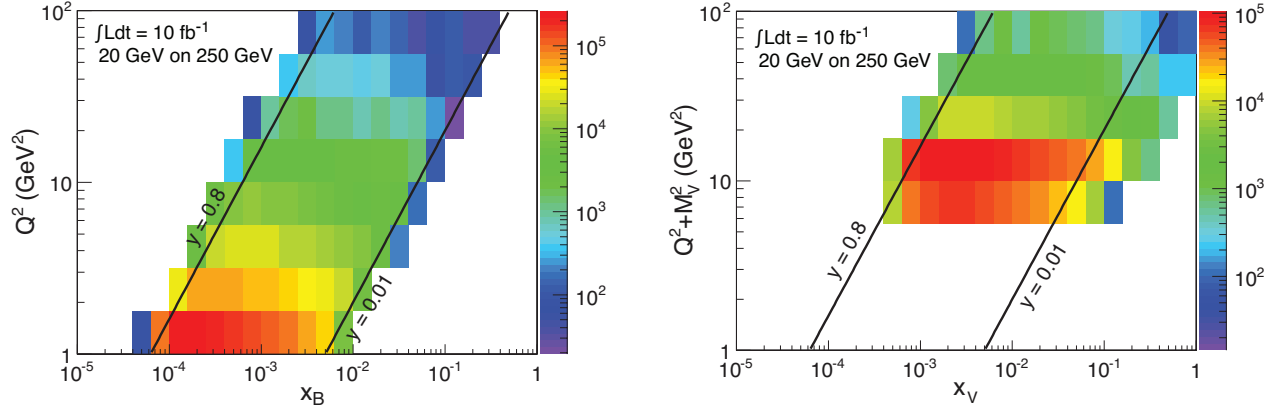 10²
10
1
Q² (GeV²)
∫Ldt = 10 fb⁻¹
20 GeV on 250 GeV
y = 0.8
y = 0.01
10⁻⁵
10⁻⁴
10⁻³
10⁻²
10⁻¹
1
x_B
10⁵
10⁴
10³
10²
10²
10
1
Q²+M²_V (GeV²)
∫Ldt = 10 fb⁻¹
20 GeV on 250 GeV
y = 0.8
y = 0.01
10⁻⁵
10⁻⁴
10⁻³
10⁻²
10⁻¹
1
x_V
10⁵
10⁴
10³
10²